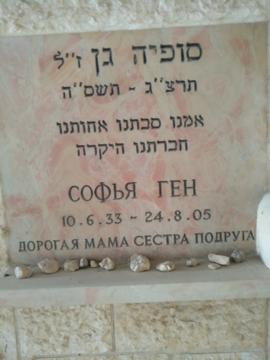 סופיה גן ז"ל
תרצ"ג - תשס"ה
אמנו סבתנו אחותנו
חברתנו היקרה
СОФЬЯ ГЕН
10.6.33 - 24.8.05
ДОРОГАЯ МАМА СЕСТРА ПОДРУГА